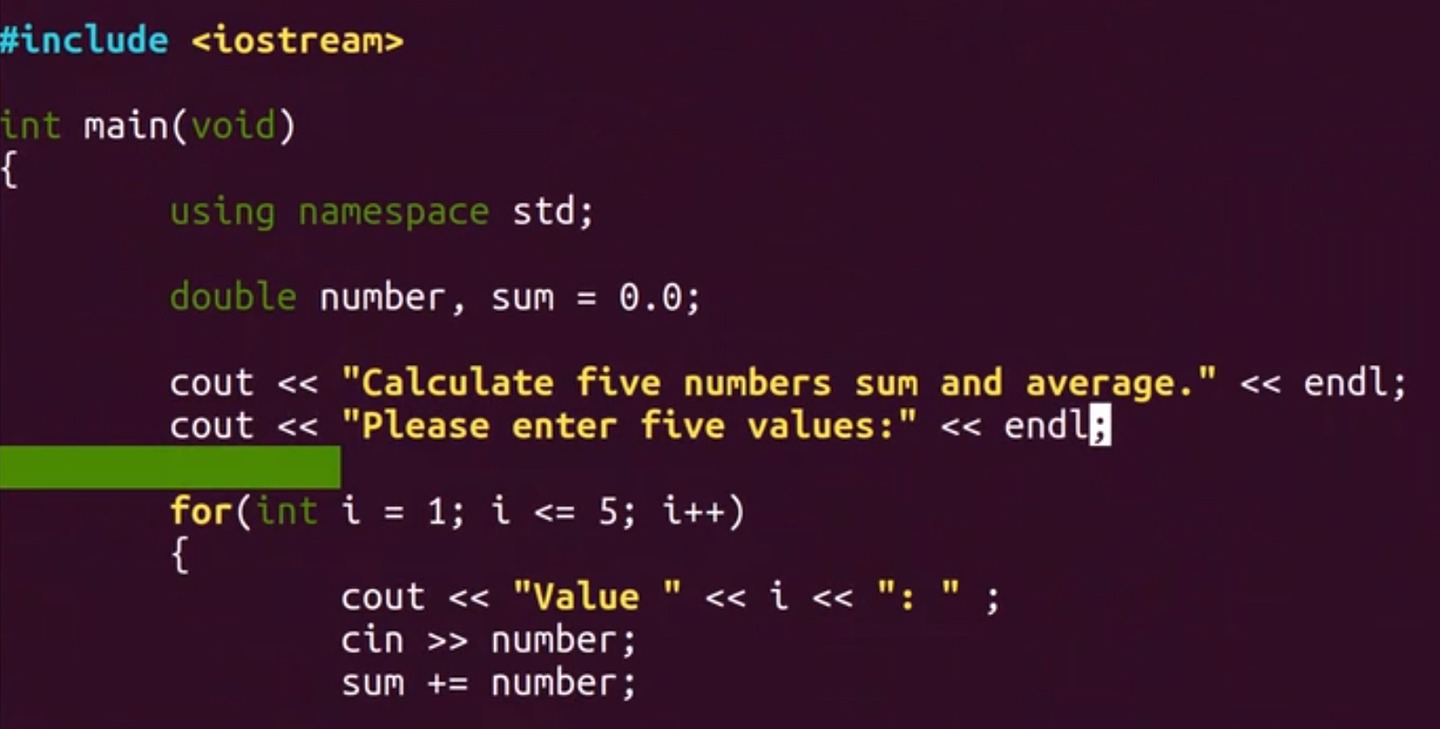 #include <iostream>
int main(void)
{
using namespace std;
double number, sum = 0.0;
cout << "Calculate five numbers sum and average." << endl;
cout << "Please enter five values:" << endl;
for(int i = 1; i <= 5; i++)
{
cout << "Value " << i << ": " ;
cin >> number;
sum += number;